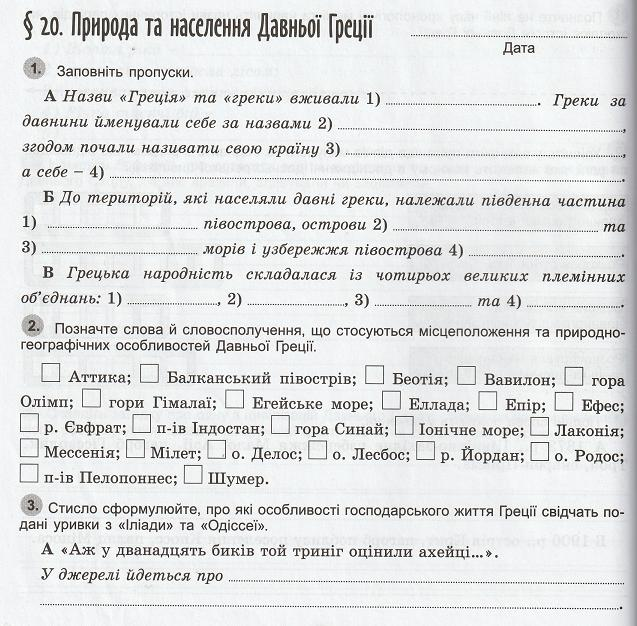 § 20. Природа та населення Давньої Греції
Дата
1. Заповніть пропуски.
А Назви «Греція» та «греки» вживали 1) ........................ . Греки за
давнини йменували себе за назвами 2) ........................ ,
згодом почали називати свою країну 3) ........................ ,
а себе – 4) ........................ .
Б До територій, які населяли давні греки, належали південна частина
1) ........................ півострова, острови 2) ........................ та
3) ........................ морів і узбережжя півострова 4) ........................ .
В Грецька народність складалася із чотирьох великих племінних
об’єднань: 1) ................, 2) ................, 3) ................ та 4) ................ .
2. Позначте слова й словосполучення, що стосуються місцеположення та природно-
географічних особливостей Давньої Греції.
☐ Аттика; ☐ Балканський півострів; ☐ Беотія; ☐ Вавилон; ☐ гора
Олімп; ☐ гори Гімалаї; ☐ Егейське море; ☐ Еллада; ☐ Епір; ☐ Ефес;
☐ р. Євфрат; ☐ п-ів Індостан; ☐ гора Синай; ☐ Іонічне море; ☐ Лаконія;
☐ Мессенія; ☐ Мілет; ☐ о. Делос; ☐ о. Лесбос; ☐ р. Йордан; ☐ о. Родос;
☐ п-ів Пелопоннес; ☐ Шумер.
3. Стисло сформулюйте, про які особливості господарського життя Греції свідчать по-
дані уривки з «Іліади» та «Одіссеї».
А «Аж у дванадцять биків той триніг оцінили ахейці...».
У джерелі йдеться про ........................
........................ .